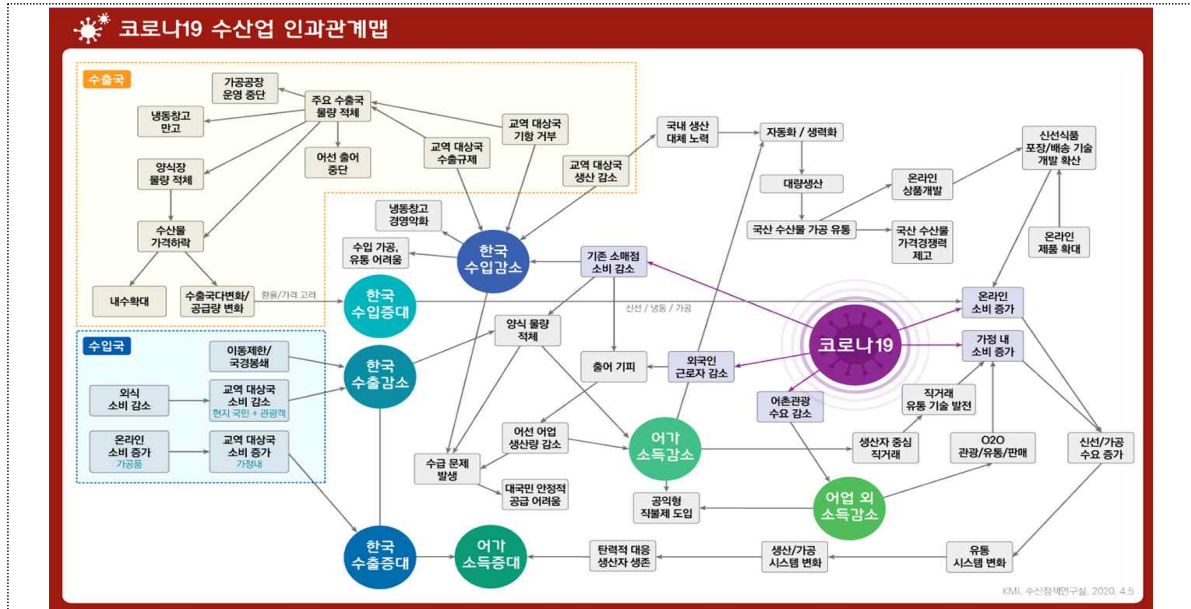 코로나19 수산업 인과관계맵
수출국
가공공장
운영 중단
주요 수출국
물량 적체
냉동창고
만고
교역 대상국
기항 거부
국내 생산
대체 노력
자동화 / 생력화
신선식품
포장/배송 기술
개발 확산
양식장
물량 적체
어선 출어
중단
교역 대상국
수출규제
교역 대상국
생산 감소
대량생산
온라인
상품개발
냉동창고
경영악화
수산물
가격하락
국산 수산물 가공 유통
국산 수산물
가격경쟁력
제고
온라인
제품 확대
수입 가공,
유통 어려움
한국
수입감소
기존 소매점
소비 감소
내수확대
수출국다변화/
공급량 변화
환율/가격 고려
한국
수입증대
신선 / 냉동 / 가공
온라인
소비 증가
수입국
양식 물량
적체
코로나19
가정 내
소비 증가
이동제한/
국경봉쇄
한국
수출감소
출어 기피
외국인
근로자 감소
외식
소비 감소
교역 대상국
소비 감소
현지 국민 + 관광객
어촌관광
수요 감소
직거래
유통 기술 발전
온라인
소비 증가
가공품
교역 대상국
소비 증가
가정내
어선 어업
생산량 감소
어가
소득감소
생산자 중심
직거래
O2O
관광/유통/판매
신선/가공
수요 증가
수급 문제
발생
대국민 안정적
공급 어려움
공익형
직불제 도입
어업 외
소득감소
한국
수출증대
어가
소득증대
탄력적 대응
생산자 생존
생산/가공
시스템 변화
유통
시스템 변화
KMI, 수산정책연구실, 2020. 4.5